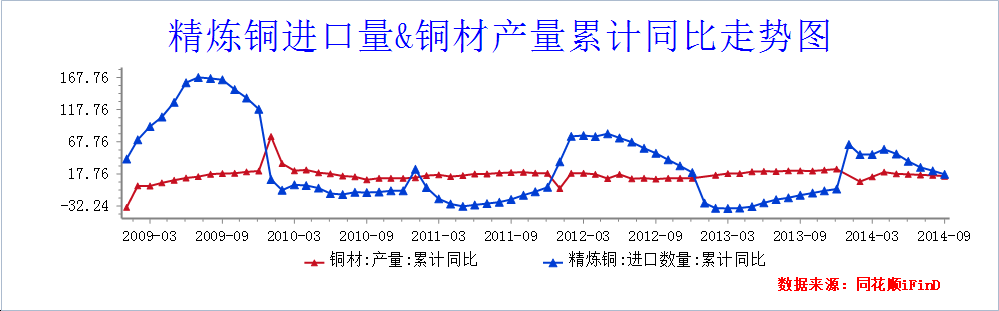 精炼铜进口量&铜材产量累计同比走势图
167.76
117.76
67.76
17.76
-32.24
2009-03 2009-09 2010-03 2010-09 2011-03 2011-09 2012-03 2012-09 2013-03 2013-09 2014-03 2014-09
铜材:产量:累计同比 精炼铜:进口数量:累计同比
数据来源：同花顺iFinD